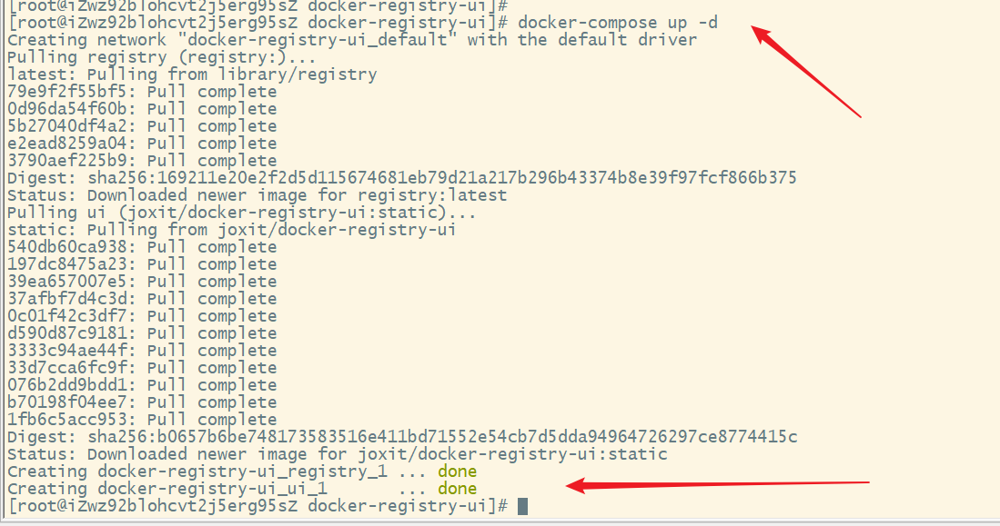 [root@iZwz92blohcvt2j5erg95sZ docker-registry-ui]#
[root@iZwz92blohcvt2j5erg95sZ docker-registry-ui]# docker-compose up -d
Creating network "docker-registry-ui_default" with the default driver
Pulling registry (registry:)...
latest: Pulling from library/registry
79e9f2f55bf5: Pull complete
0d96da54f60b: Pull complete
5b27040df4a2: Pull complete
e2ead8259a04: Pull complete
3790aef225b9: Pull complete
Digest: sha256:169211e20e2f2d5d115674681eb79d21a217b296b43374b8e39f97fcf866b375
Status: Downloaded newer image for registry:latest
Pulling ui (joxit/docker-registry-ui:static)...
static: Pulling from joxit/docker-registry-ui
540db60ca938: Pull complete
197dc8475a23: Pull complete
39ea657007e5: Pull complete
37afbf7d4c3d: Pull complete
0c01f42c3df7: Pull complete
d590d87c9181: Pull complete
3333c94ae44f: Pull complete
33d7cca6fc9f: Pull complete
076b2dd9bdd1: Pull complete
b70198f04ee7: Pull complete
1fb6c5acc953: Pull complete
Digest: sha256:b0657b6be748173583516e411bd71552e54cb7d5dda94964726297ce8774415c
Status: Downloaded newer image for joxit/docker-registry-ui:static
Creating docker-registry-ui_registry_1 ... done
Creating docker-registry-ui_ui_1       ... done
[root@iZwz92blohcvt2j5erg95sZ docker-registry-ui]#